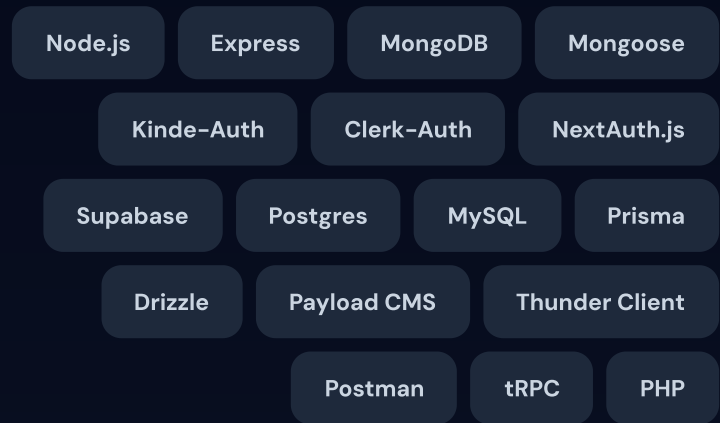 Node.js Express MongoDB Mongoose
Kinde-Auth Clerk-Auth NextAuth.js
Supabase Postgres MySQL Prisma
Drizzle Payload CMS Thunder Client
Postman tRPC PHP